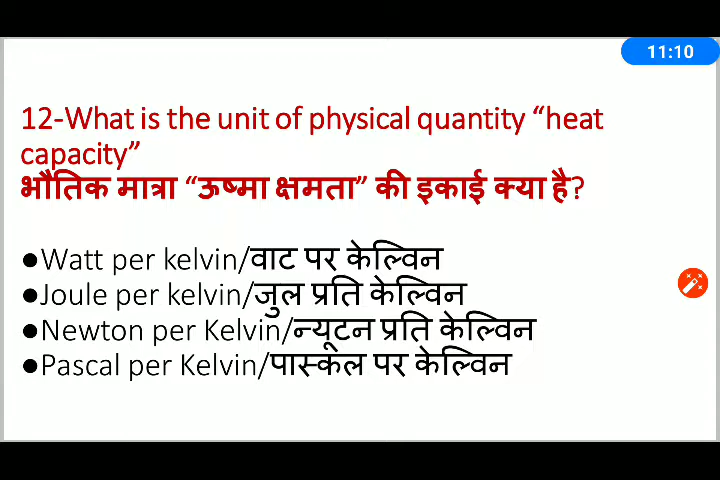 11:10
12-What is the unit of physical quantity “heat
capacity”
भौतिक मात्रा “ऊष्मा क्षमता” की इकाई क्या है?
●Watt per kelvin/वाट पर केल्विन
●Joule per kelvin/जुल प्रति केल्विन
●Newton per Kelvin/न्यूटन प्रति केल्विन
●Pascal per Kelvin/पास्कल पर केल्विन